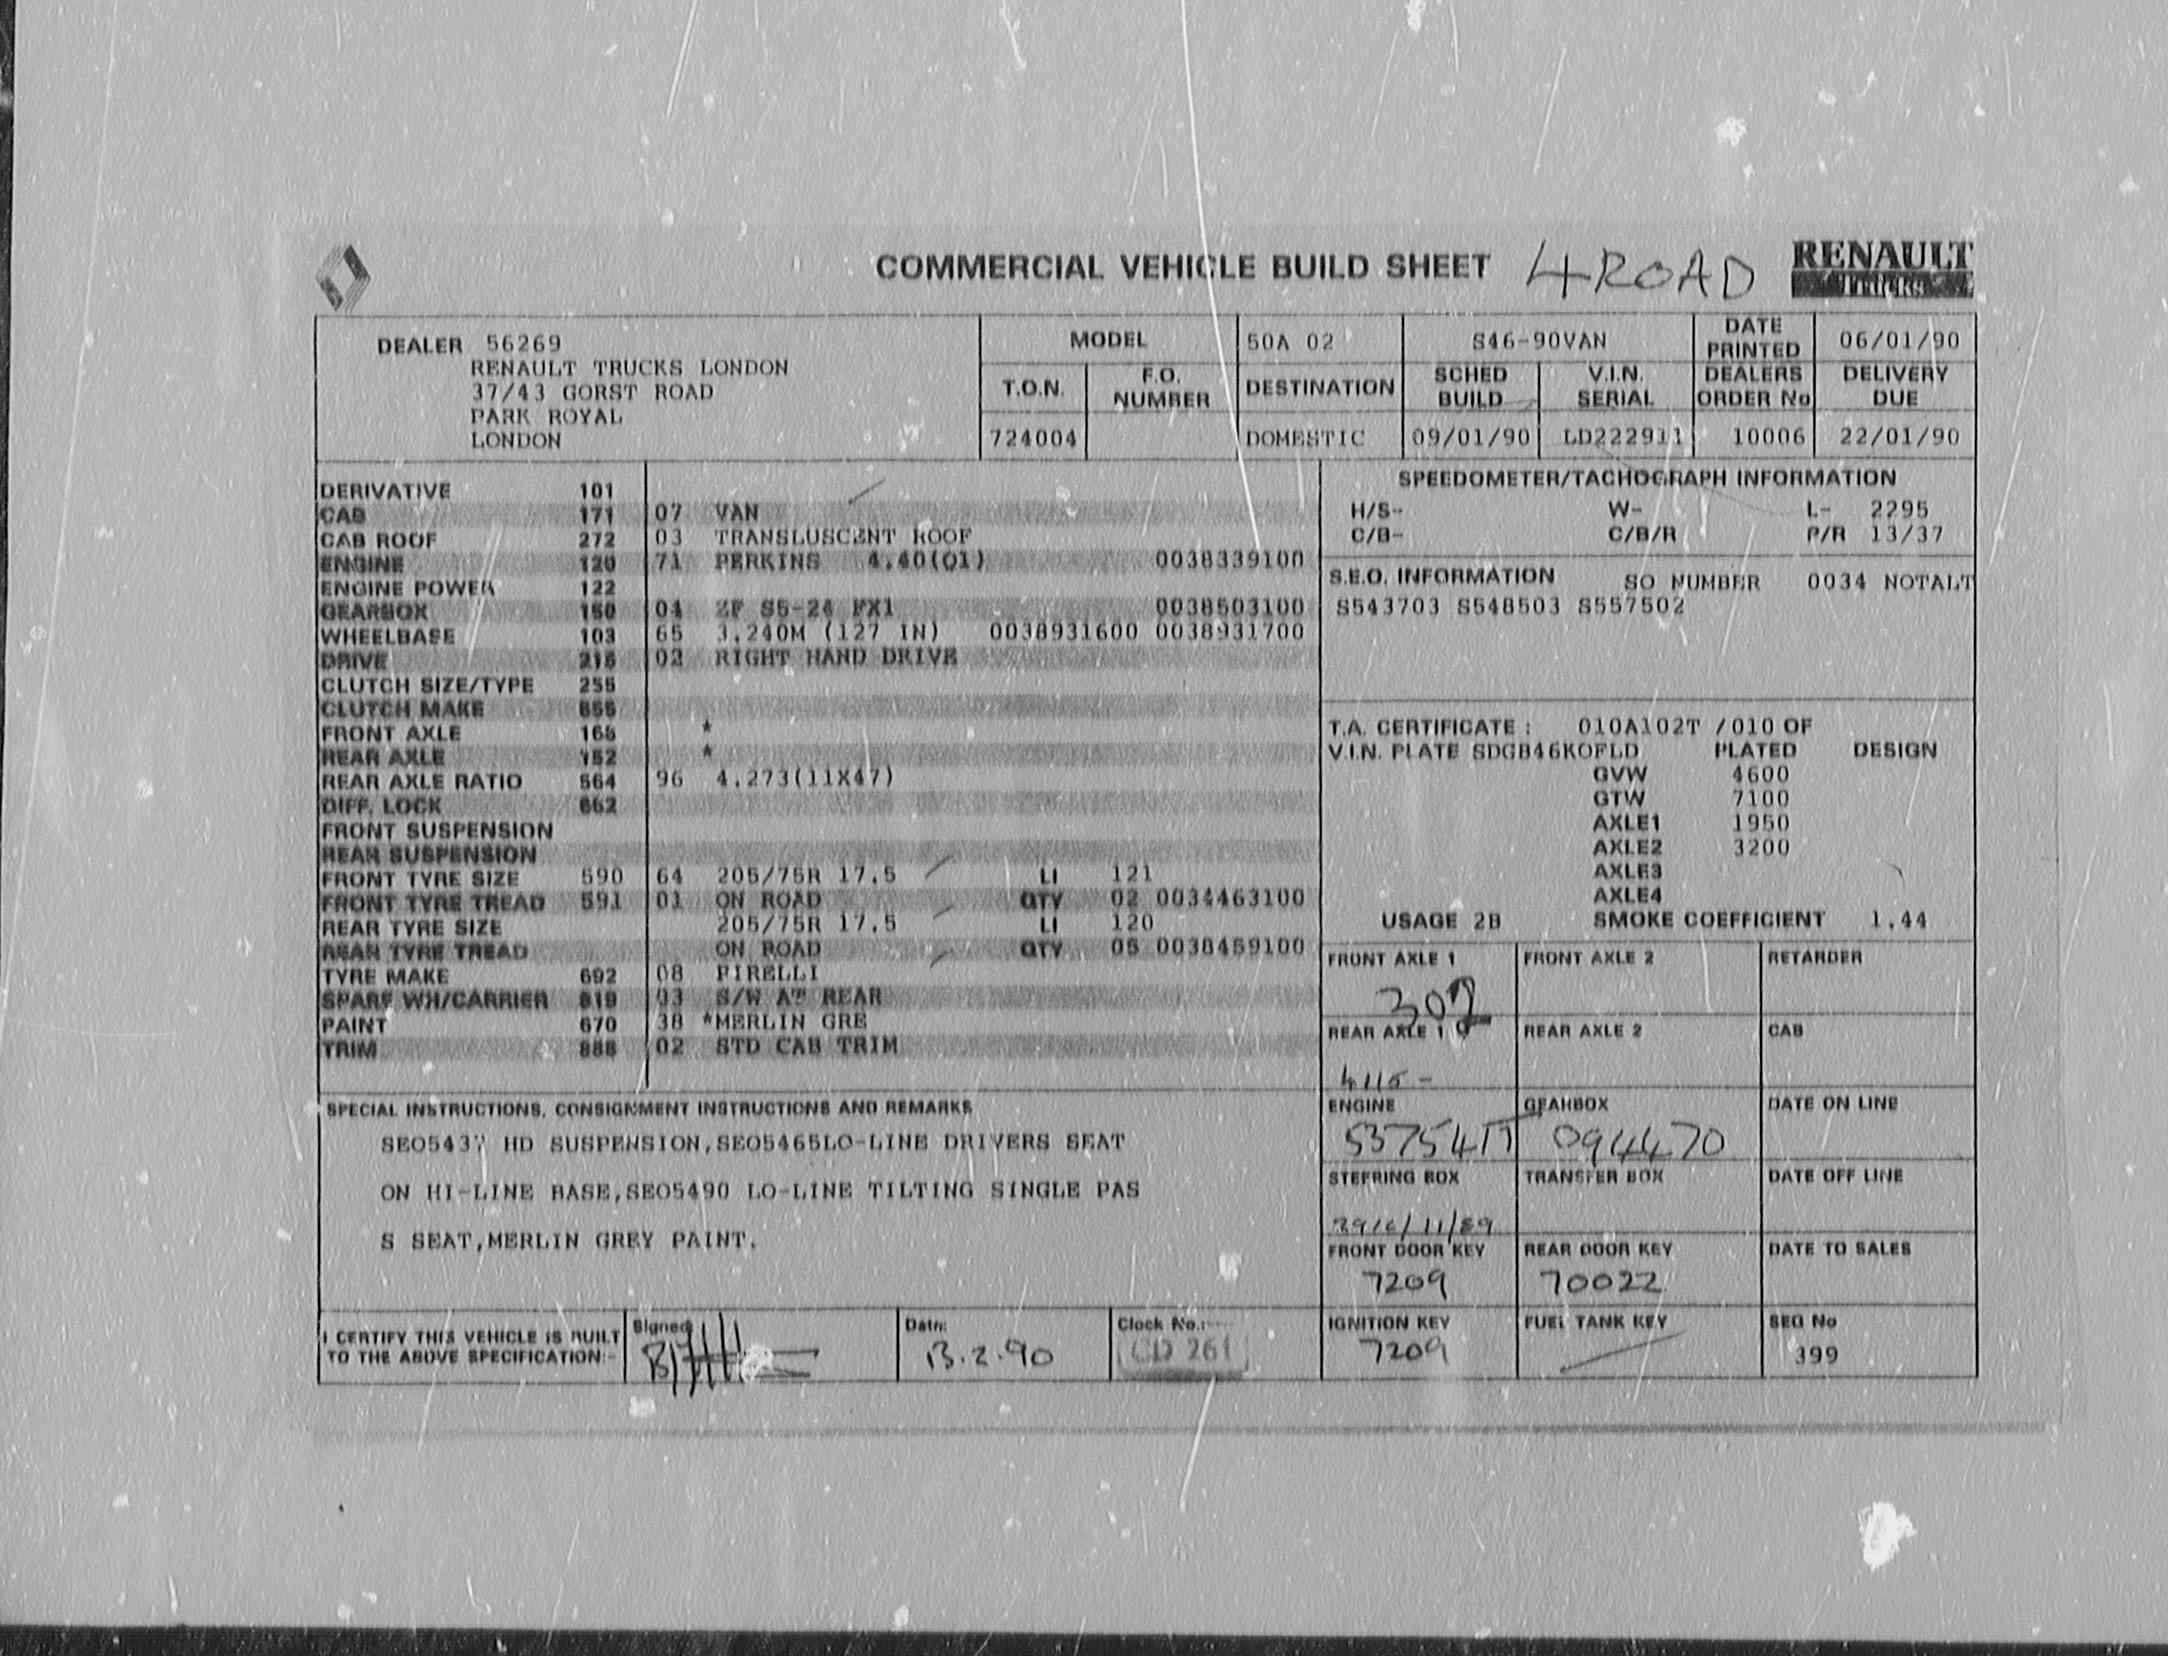 COMMERCIAL VEHICLE BUILD SHEET 4 ROAD RENAULT
Trucks
DEALER 56269
RENAULT TRUCKS LONDON
37/43 GORST ROAD
PARK ROYAL
LONDON
MODEL 50A 02 S46-90VAN DATE PRINTED 06/01/90
T.O.N. F.O. NUMBER DESTINATION SCHED BUILD V.I.N. SERIAL DEALERS ORDER No DELIVERY DUE
724004 DOMESTIC 09/01/90 LD222911 10006 22/01/90
DERIVATIVE 101
CAB 171 07 VAN
CAB ROOF 272 03 TRANSLUSCENT ROOF
ENGINE 120 71 PERKINS 4.40(Q1) 0038339100
ENGINE POWER 122
GEARBOX 150 04 ZF S5-24 FX1 0038503100
WHEELBASE 103 65 3.240M (127 IN) 0038931600 0038931700
DRIVE 215 02 RIGHT HAND DRIVE
CLUTCH SIZE/TYPE 255
CLUTCH MAKE 855
FRONT AXLE 165 *
REAR AXLE 152 *
REAR AXLE RATIO 564 96 4.273(11X47)
DIFF. LOCK 662
FRONT SUSPENSION
REAR SUSPENSION
FRONT TYRE SIZE 590 64 205/75R 17.5 LI 121
FRONT TYRE TREAD 591 01 ON ROAD QTY 02 0034463100
REAR TYRE SIZE 205/75R 17.5 LI 120
REAR TYRE TREAD ON ROAD QTY 05 0038459100
TYRE MAKE 692 08 PIRELLI
SPARE WH/CARRIER 819 03 S/W AT REAR
PAINT 670 38 *MERLIN GRE
TRIM 888 02 STD CAB TRIM
SPEEDOMETER/TACHOGRAPH INFORMATION
H/S- W- L- 2295
C/B- C/B/R P/R 13/37
S.E.O. INFORMATION SO NUMBER 0034 NOTALT
S543703 S548503 S557502
T.A. CERTIFICATE : 010A102T /010 OF
V.I.N. PLATE SDGB46KOFLD PLATED DESIGN
GVW 4600
GTW 7100
AXLE1 1950
AXLE2 3200
AXLE3
AXLE4
USAGE 2B SMOKE COEFFICIENT 1.44
FRONT AXLE 1 FRONT AXLE 2 RETARDER
302
REAR AXLE 1 REAR AXLE 2 CAB
4115 -
ENGINE GEARBOX DATE ON LINE
094470
STEERING BOX TRANSFER BOX DATE OFF LINE
FRONT DOOR KEY REAR DOOR KEY DATE TO SALES
7209 70022
IGNITION KEY FUEL TANK KEY SEQ No
7209 399
SPECIAL INSTRUCTIONS, CONSIGNMENT INSTRUCTIONS AND REMARKS
SEO5437 HD SUSPENSION,SEO5465LO-LINE DRIVERS SEAT
ON HI-LINE BASE,SEO5490 LO-LINE TILTING SINGLE PAS
S SEAT,MERLIN GREY PAINT.
I CERTIFY THIS VEHICLE IS BUILT
TO THE ABOVE SPECIFICATION:-
Signed
Date:
13.2.90
Clock No.:
CD 261